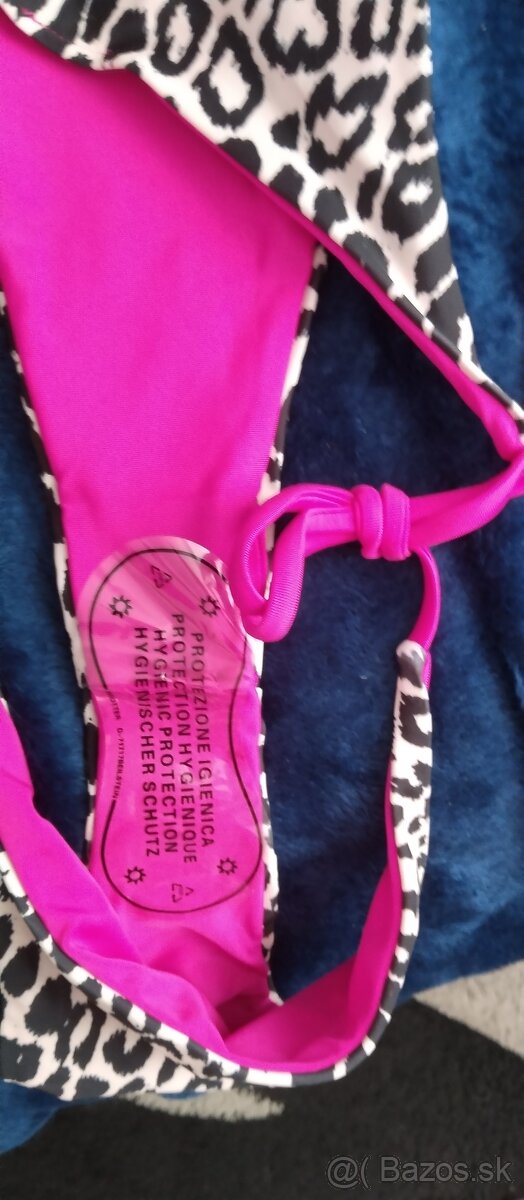 PROTEZIONE IGIENICA
PROTECTION HYGIENIQUE
HYGIENIC PROTECTION
HYGIENISCHER SCHUTZ
@( Bazos.sk